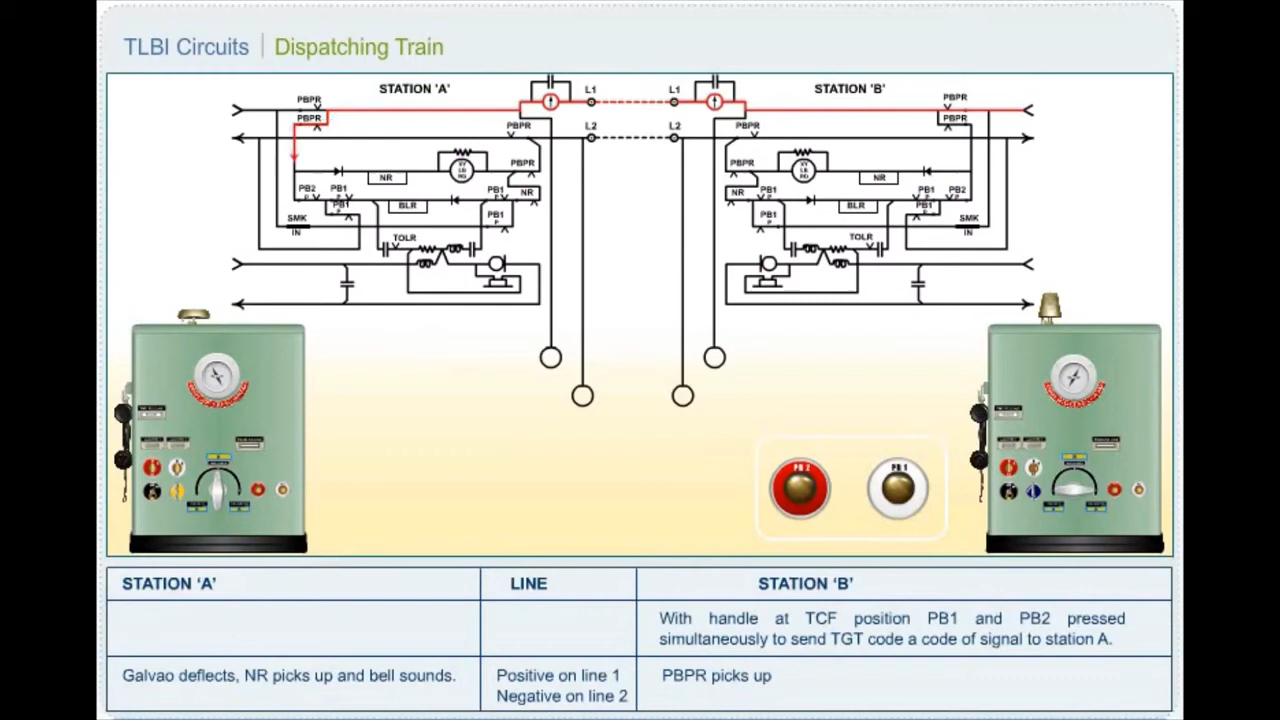 TLBI Circuits | Dispatching Train
STATION 'A'
STATION 'B'
L1
L1
L2
L2
PBPR
PBPR
PBPR
PBPR
NR
PB2
P
PB1
P
PB1
P
PB1
P
PB1
P
NR
BLR
SMK
IN
TOLR
PBPR
PBPR
PBPR
PBPR
NR
NR
PB1
P
PB1
P
PB1
P
PB1
P
PB2
P
BLR
SMK
IN
TOLR
PB 2
PB 1
STATION 'A'
LINE
STATION 'B'
With handle at TCF position PB1 and PB2 pressed
simultaneously to send TGT code a code of signal to station A.
Galvao deflects, NR picks up and bell sounds.
Positive on line 1
Negative on line 2
PBPR picks up